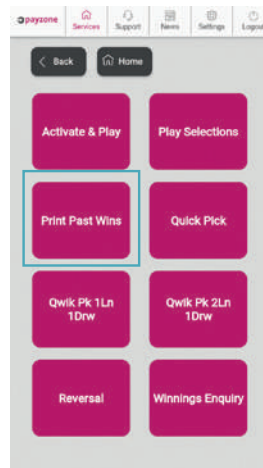 payzone Services Support News Settings Logout
Back Home
Activate & Play Play Selections
Print Past Wins Quick Pick
Qwik Pk 1Ln Qwik Pk 2Ln
1Drw 1Drw
Reversal Winnings Enquiry